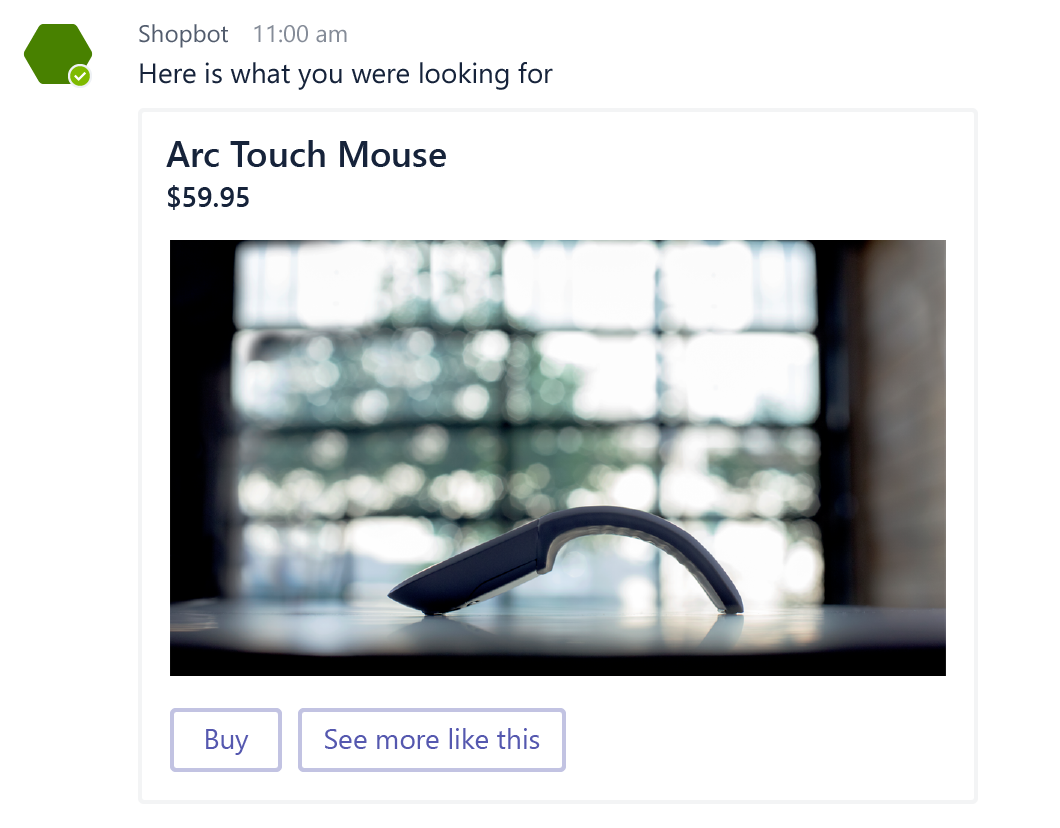 Shopbot 11:00 am
Here is what you were looking for
Arc Touch Mouse
$59.95
Buy See more like this